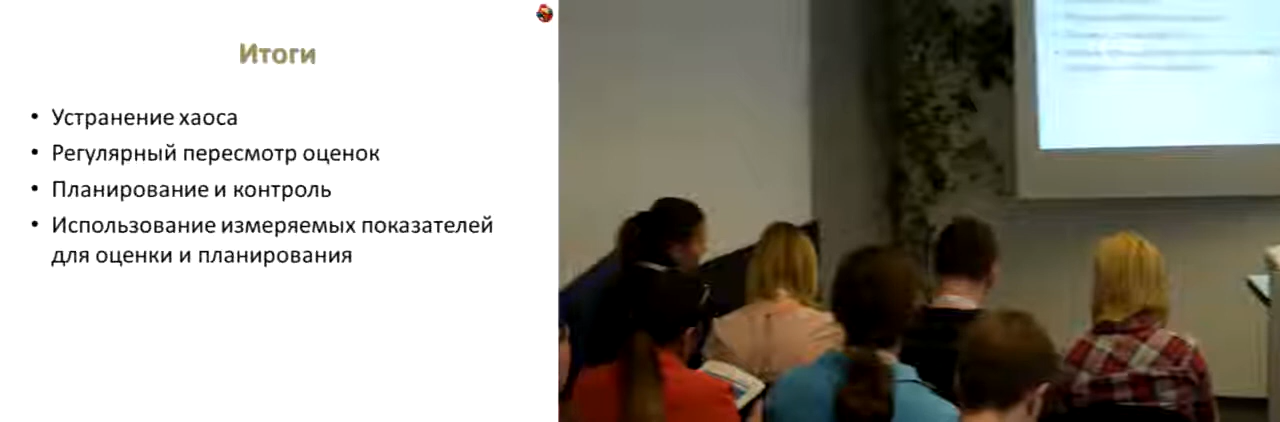 Итоги
• Устранение хаоса
• Регулярный пересмотр оценок
• Планирование и контроль
• Использование измеряемых показателей
для оценки и планирования